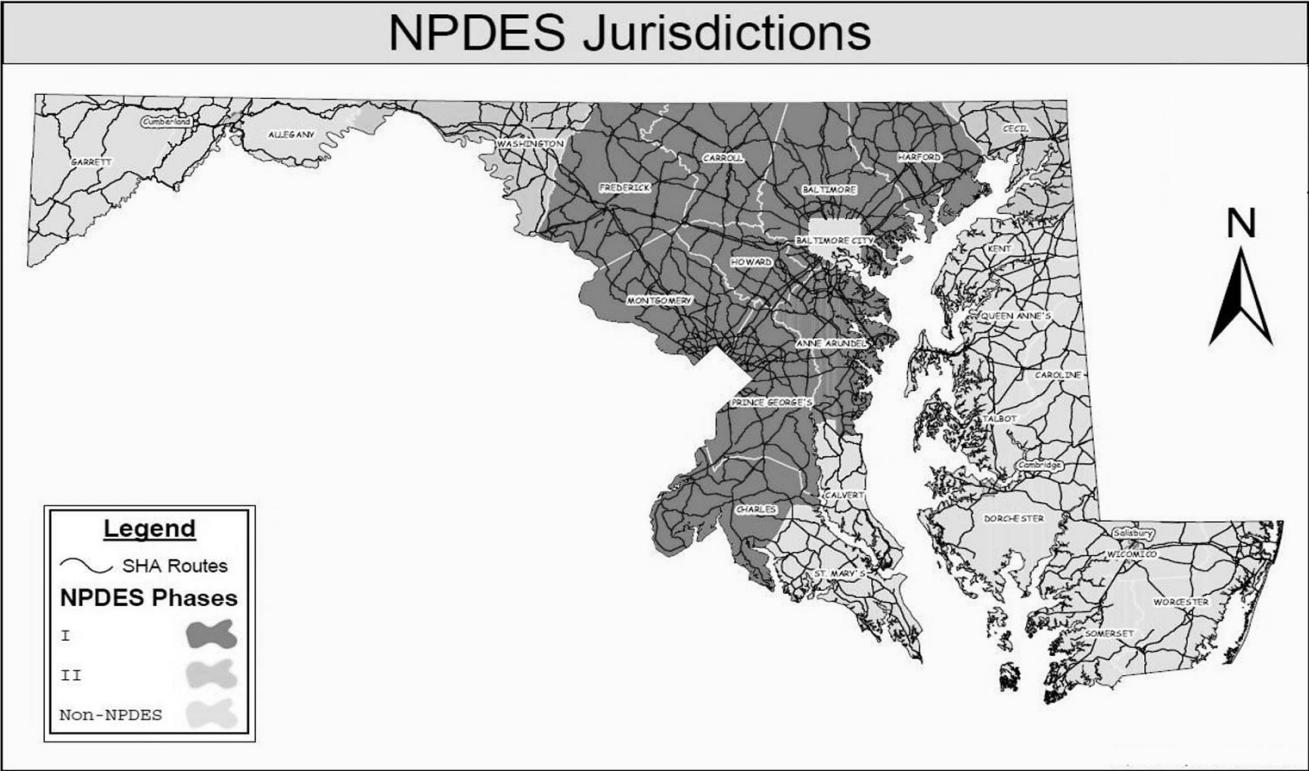 NPDES Jurisdictions
Cumberland
ALLEGANY
GARRETT
WASHINGTON
FREDERICK
CARROLL
HARFORD
CECIL
BALTIMORE
BALTIMORE CITY
HOWARD
KENT
MONTGOMERY
QUEEN ANNE'S
ANNE ARUNDEL
CAROLINE
PRINCE GEORGE'S
TALBOT
Cambridge
CALVERT
CHARLES
DORCHESTER
Salisbury
WICOMICO
ST. MARY'S
WORCESTER
SOMERSET
N
Legend
SHA Routes
NPDES Phases
I
II
Non-NPDES